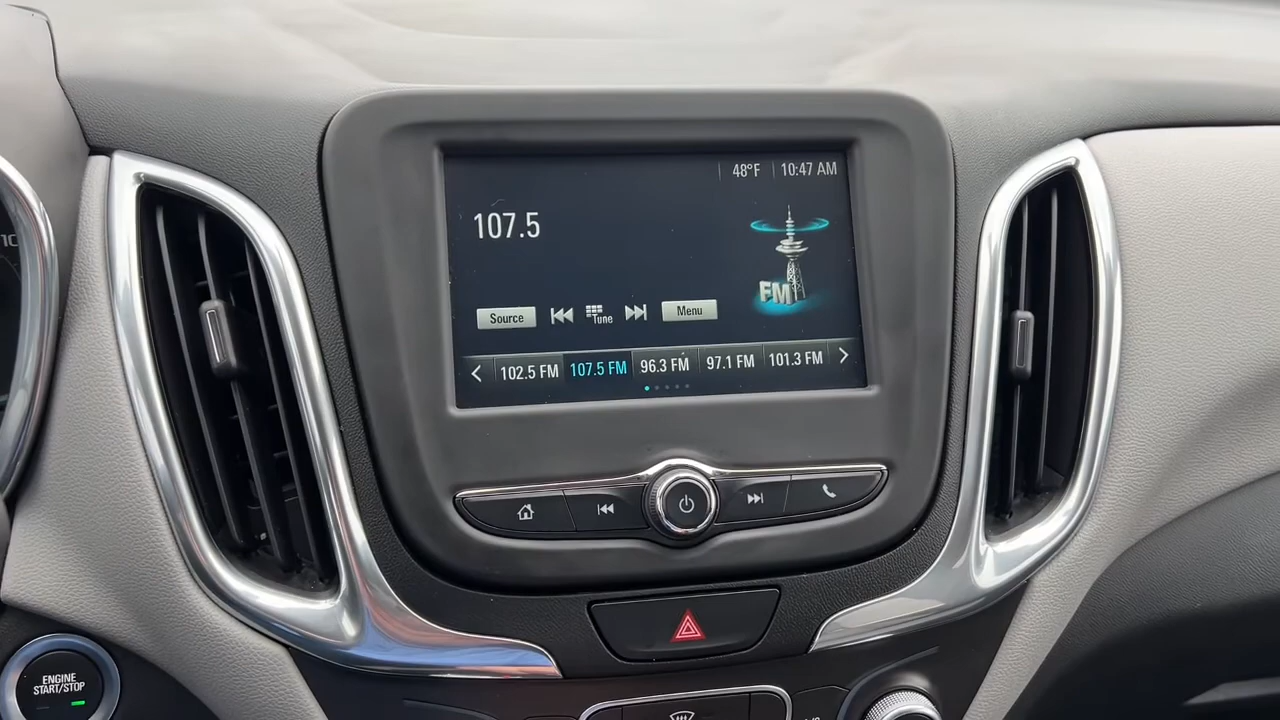 48°F 10:47 AM
107.5
FM
Source Tune Menu
102.5 FM 107.5 FM 96.3 FM 97.1 FM 101.3 FM
ENGINE
START/STOP